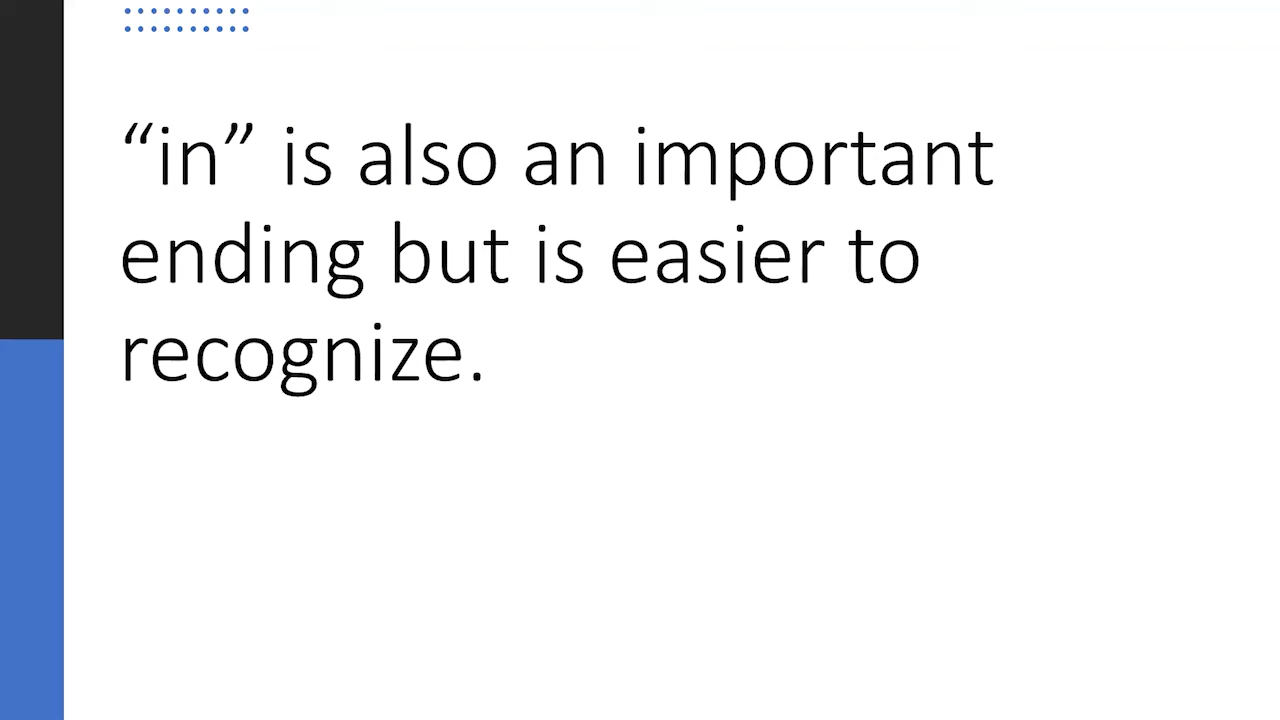 “in” is also an important
ending but is easier to
recognize.